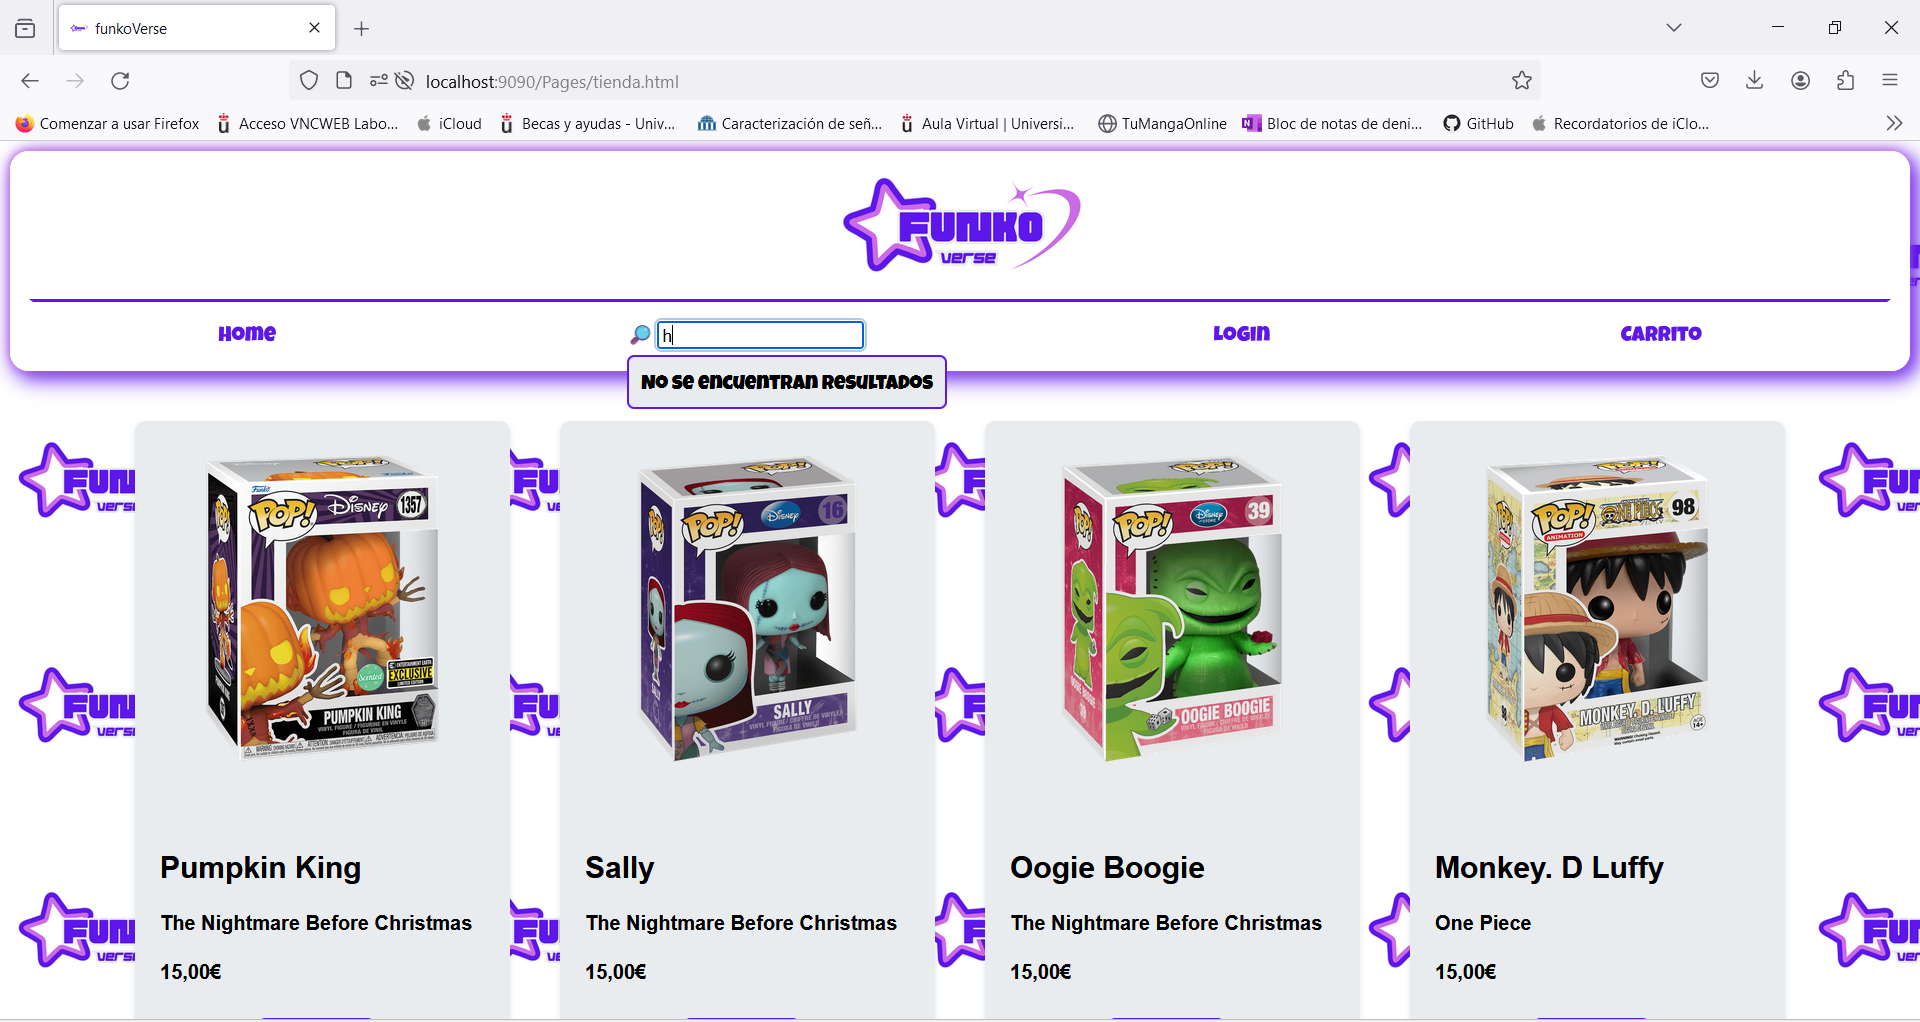 funkoVerse
localhost:9090/Pages/tienda.html
Comenzar a usar Firefox
Acceso VNCWEB Labo...
iCloud
Becas y ayudas - Univ...
Caracterización de señ...
Aula Virtual | Universi...
TuMangaOnline
Bloc de notas de deni...
GitHub
Recordatorios de iClo...
FUNKO
verse
Home
h
Login
Carrito
No se encuentran resultados
POP!
Disney
1357
Scented
EXCLUSIVE
PUMPKIN KING
POP!
Disney
16
SALLY
POP!
Disney
39
OOGIE BOOGIE
POP!
ANIMATION
ONE PIECE
98
MONKEY. D. LUFFY
Pumpkin King
The Nightmare Before Christmas
15,00€
Sally
The Nightmare Before Christmas
15,00€
Oogie Boogie
The Nightmare Before Christmas
15,00€
Monkey. D Luffy
One Piece
15,00€